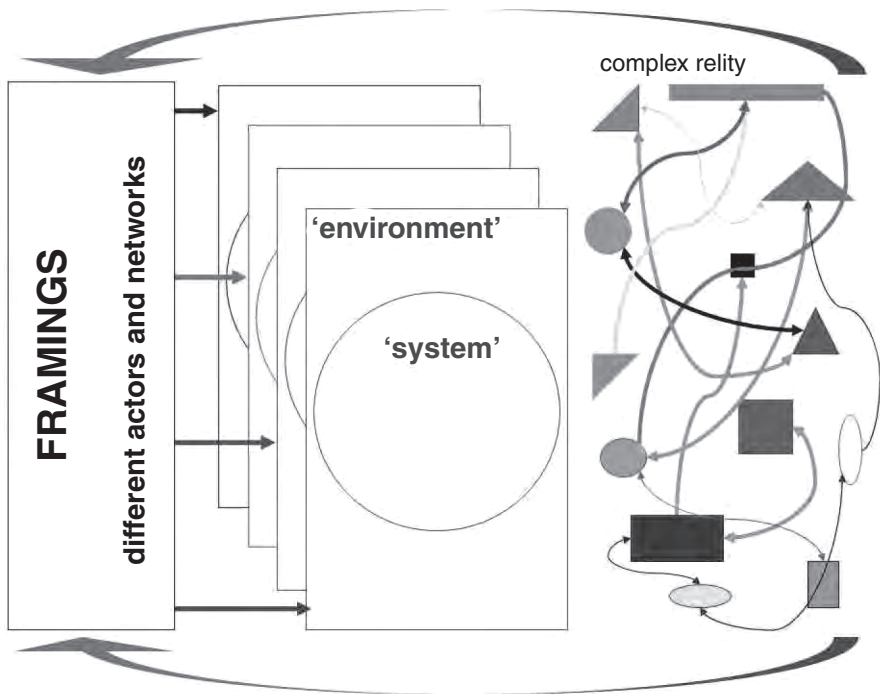 complex relity
FRAMINGS
different actors and networks
‘environment’
‘system’